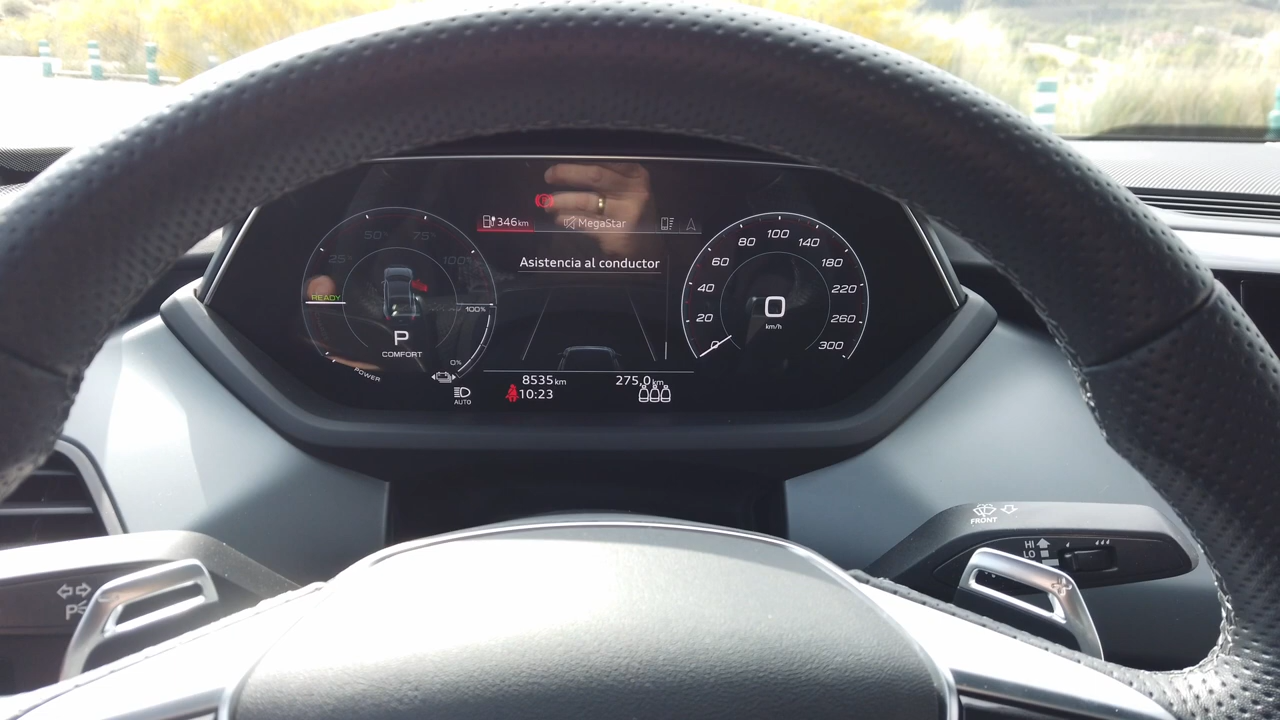 346km
MegaStar
Asistencia al conductor
25%
50%
75%
100%
READY
P
COMFORT
POWER
100%
0%
AUTO
8535km
275,0km
10:23
0
20
40
60
80
100
140
180
220
260
300
0
km/h
FRONT
HI
LO
P